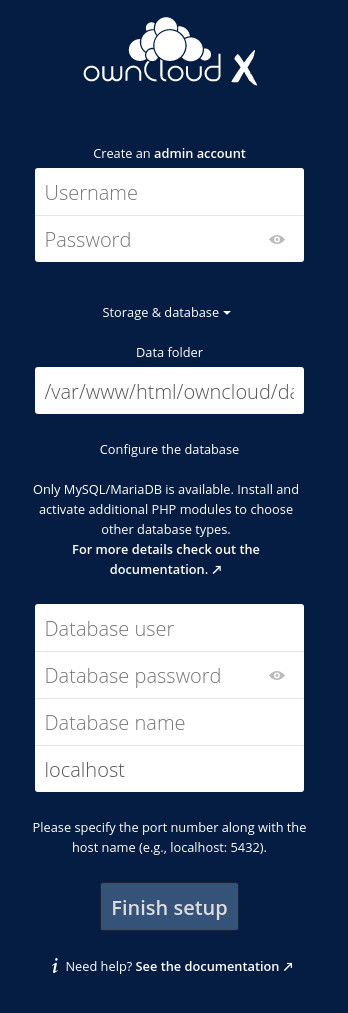 ownCloud X
Create an admin account
Username
Password
Storage & database
Data folder
/var/www/html/owncloud/da
Configure the database
Only MySQL/MariaDB is available. Install and
activate additional PHP modules to choose
other database types.
For more details check out the
documentation. ↗
Database user
Database password
Database name
localhost
Please specify the port number along with the
host name (e.g., localhost: 5432).
Finish setup
i Need help? See the documentation ↗